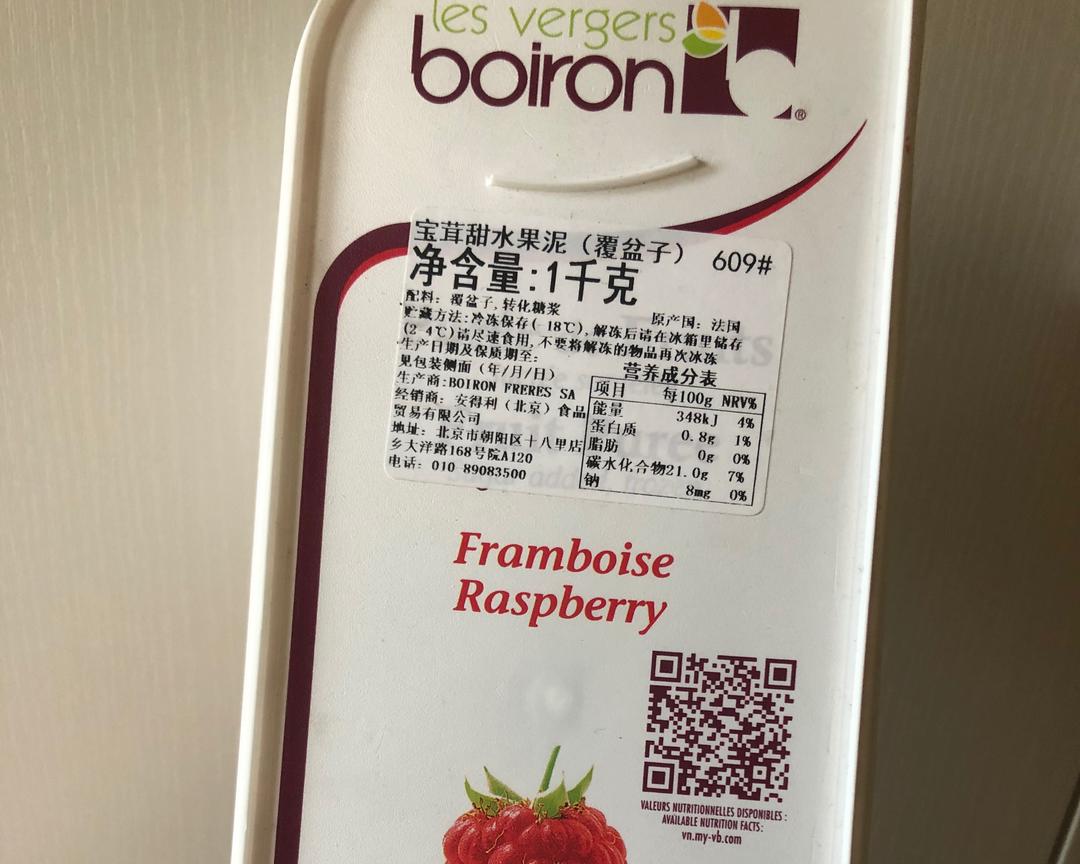 les vergers
boiron
b
®
宝茸甜水果泥（覆盆子） 609#
净含量:1千克
配料: 覆盆子,转化糖浆
原产国: 法国
贮藏方法:冷冻保存(-18℃),解冻后请在冰箱里储存
(2-4℃)请尽速食用,不要将解冻的物品再次冰冻
生产日期及保质期至:
见包装侧面（年/月/日）
生产商:BOIRON FRERES SA
经销商: 安得利（北京）食品
贸易有限公司
地址: 北京市朝阳区十八里店
乡大洋路168号院A120
电话: 010-89083500
营养成分表
项目 每100g NRV%
能量 348kJ 4%
蛋白质 0.8g 1%
脂肪 0g 0%
碳水化合物21.0g 7%
钠 8mg 0%
Framboise
Raspberry
VALEURS NUTRITIONNELLES DISPONIBLES :
AVAILABLE NUTRITION FACTS:
vn.my-vb.com